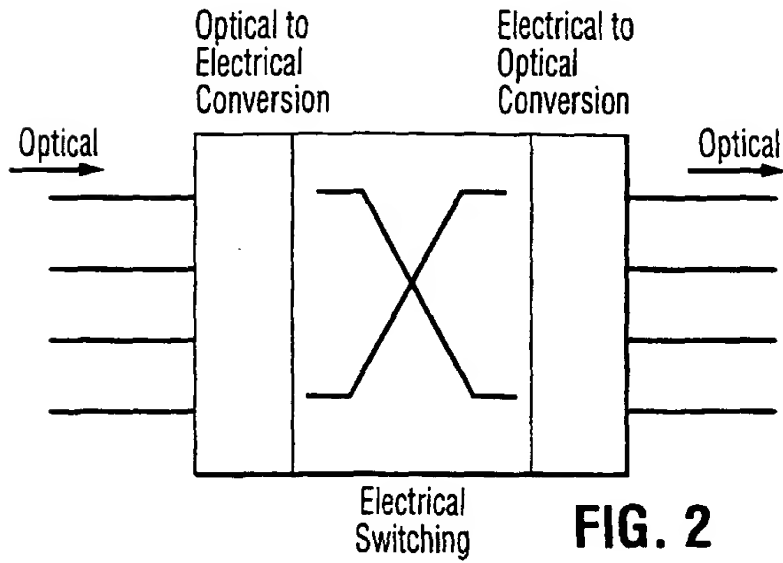 Optical to
Electrical
Conversion
Electrical to
Optical
Conversion
Optical
Optical
Electrical
Switching
FIG. 2